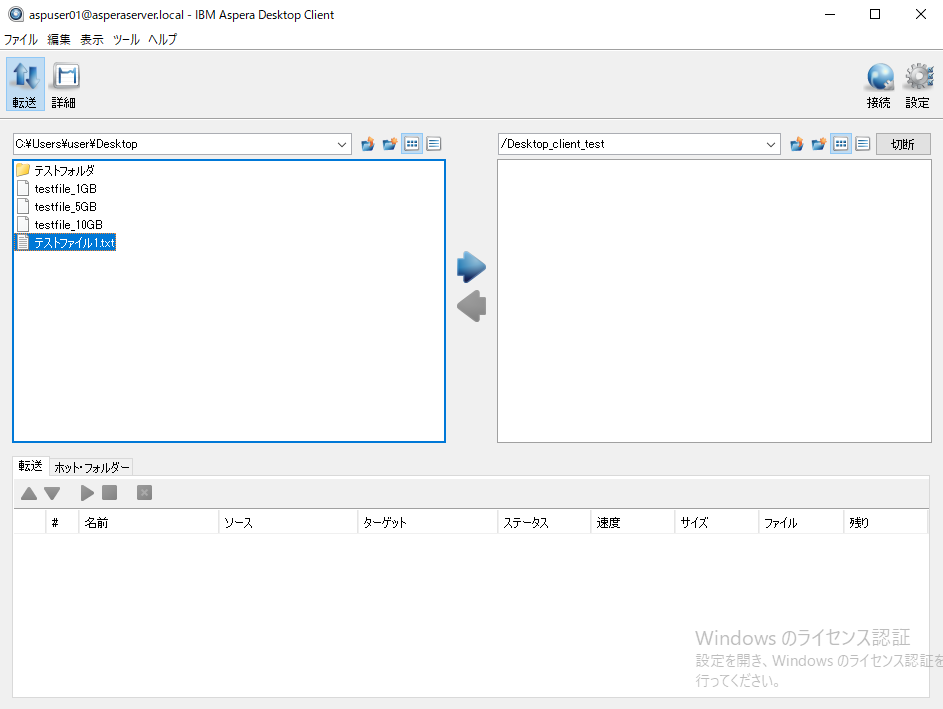 aspuser01@asperaserver.local - IBM Aspera Desktop Client
ファイル 編集 表示 ツール ヘルプ
転送 詳細 接続 設定
C:¥Users¥user¥Desktop
/Desktop_client_test 切断
テストフォルダ
testfile_1GB
testfile_5GB
testfile_10GB
テストファイル1.txt
転送 ホット・フォルダー
# 名前 ソース ターゲット ステータス 速度 サイズ ファイル 残り
Windows のライセンス認証
設定を開き、Windows のライセンス認証を
行ってください。